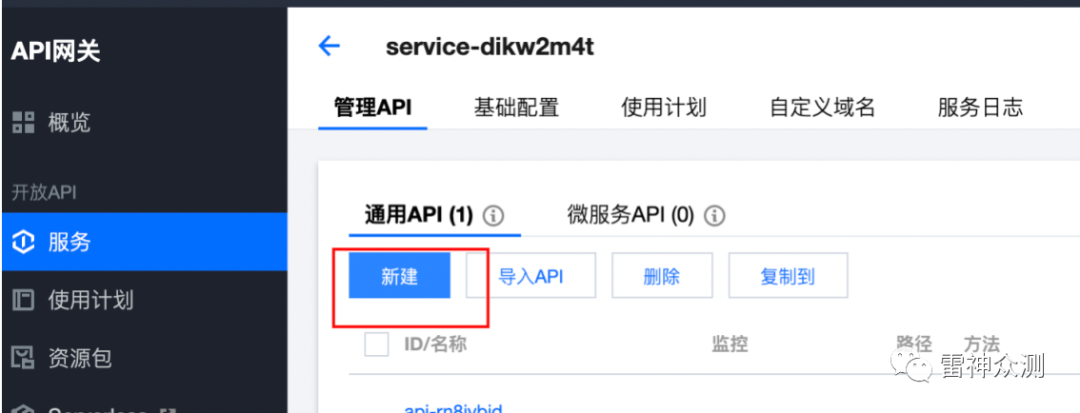 API网关
概览
开放API
服务
使用计划
资源包
Serverless
service-dikw2m4t
管理API 基础配置 使用计划 自定义域名 服务日志
通用API (1) 微服务API (0)
新建 导入API 删除 复制到
ID/名称 监控 路径 方法
雷神众测